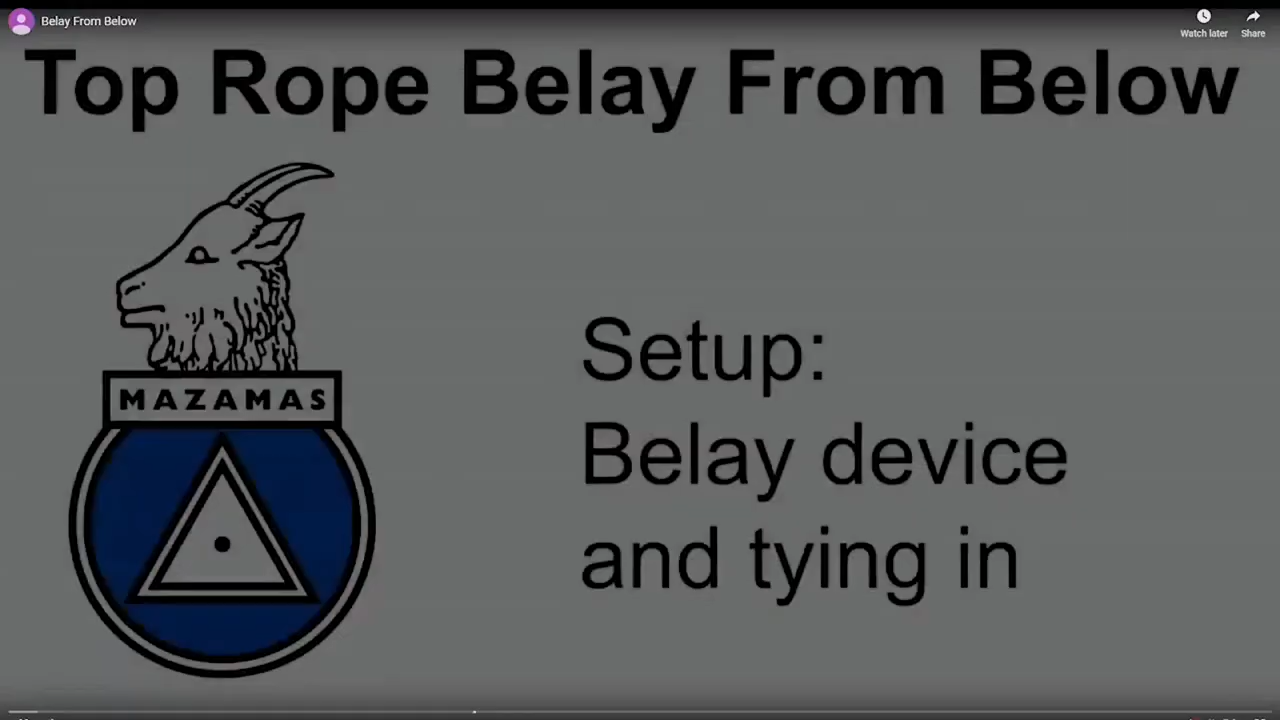 Belay From Below
Watch later
Share
Top Rope Belay From Below
MAZAMAS
Setup:
Belay device
and tying in